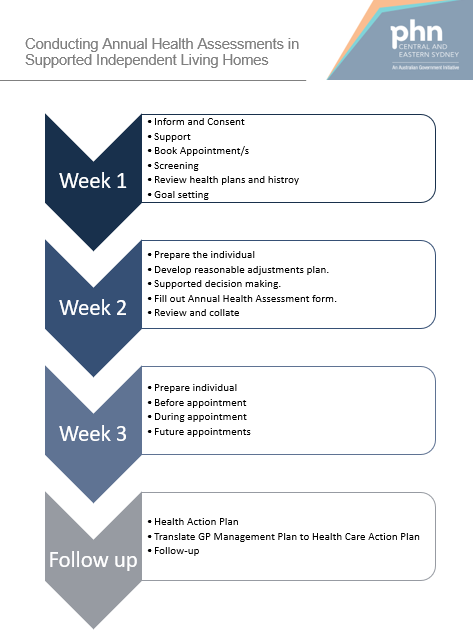 Conducting Annual Health Assessments in
Supported Independent Living Homes
phn
CENTRAL AND
EASTERN SYDNEY
An Australian Government Initiative
Week 1
• Inform and Consent
• Support
• Book Appointment/s
• Screening
• Review health plans and histroy
• Goal setting
Week 2
• Prepare the individual
• Develop reasonable adjustments plan.
• Supported decision making.
• Fill out Annual Health Assessment form.
• Review and collate
Week 3
• Prepare individual
• Before appointment
• During appointment
• Future appointments
Follow up
• Health Action Plan
• Translate GP Management Plan to Health Care Action Plan
• Follow-up